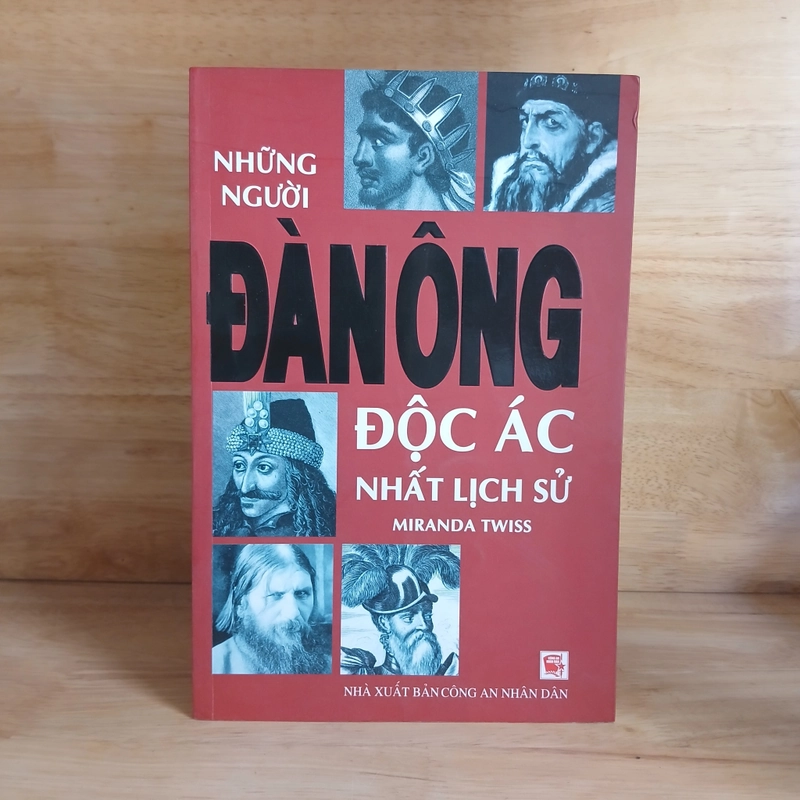 NHỮNG
NGƯỜI
ĐÀN ÔNG
ĐỘC ÁC
NHẤT LỊCH SỬ
MIRANDA TWISS
NHÀ XUẤT BẢN CÔNG AN NHÂN DÂN